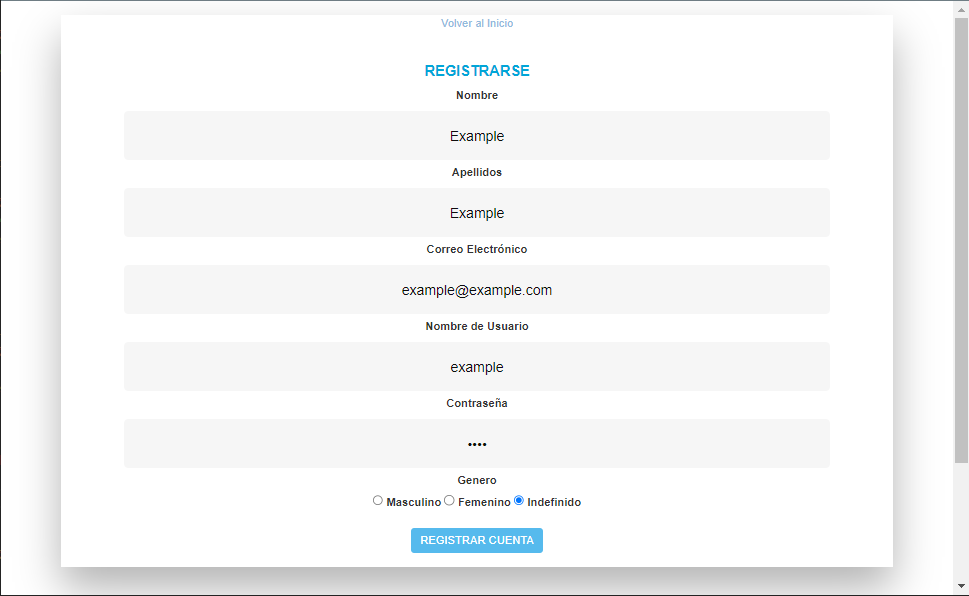 Volver al Inicio
REGISTRARSE
Nombre
Example
Apellidos
Example
Correo Electrónico
example@example.com
Nombre de Usuario
example
Contraseña
••••
Genero
Masculino Femenino Indefinido
REGISTRAR CUENTA